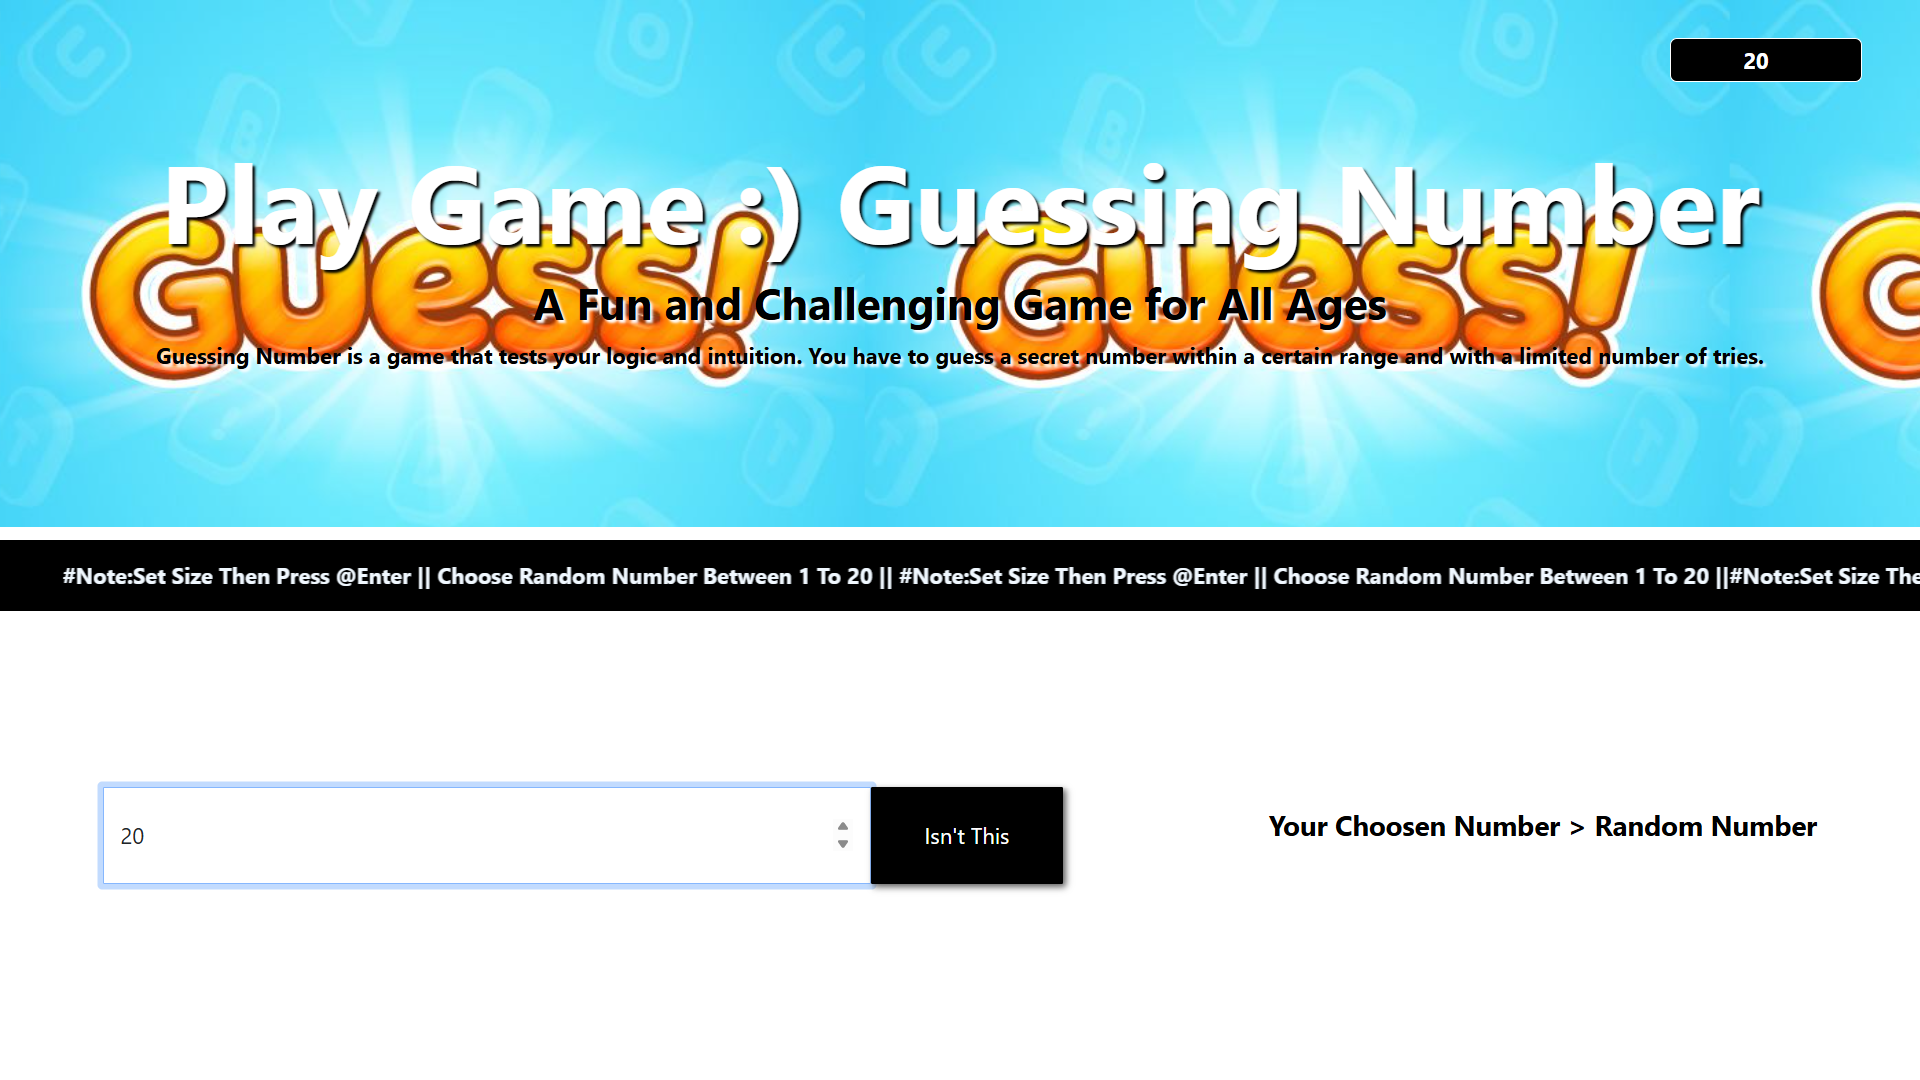 20
Play Game :) Guessing Number
Guess! Guess! G
A Fun and Challenging Game for All Ages
Guessing Number is a game that tests your logic and intuition. You have to guess a secret number within a certain range and with a limited number of tries.
#Note:Set Size Then Press @Enter || Choose Random Number Between 1 To 20 || #Note:Set Size Then Press @Enter || Choose Random Number Between 1 To 20 ||#Note:Set Size The
20
Isn't This
Your Choosen Number > Random Number